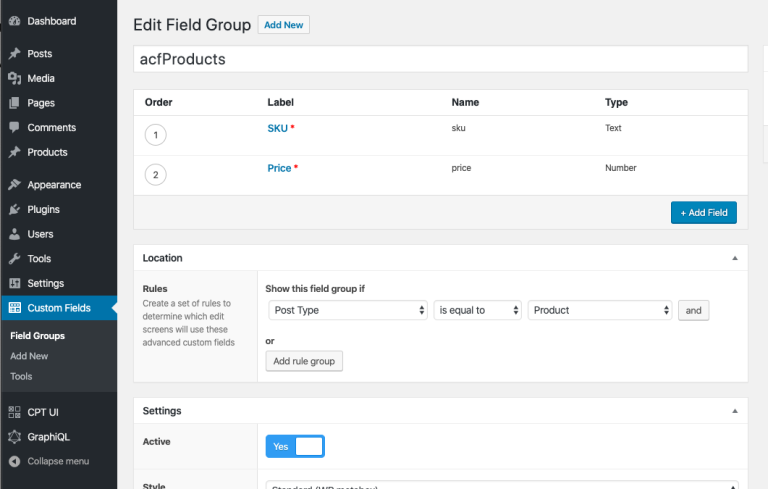 Dashboard
Posts
Media
Pages
Comments
Products
Appearance
Plugins
Users
Tools
Settings
Custom Fields
Field Groups
Add New
Tools
CPT UI
GraphiQL
Collapse menu
Edit Field Group Add New
acfProducts
Order Label Name Type
1 SKU * sku Text
2 Price * price Number
+ Add Field
Location
Rules
Create a set of rules to
determine which edit
screens will use these
advanced custom fields
Show this field group if
Post Type is equal to Product and
or
Add rule group
Settings
Active
Yes
Style Standard (WP metabox)